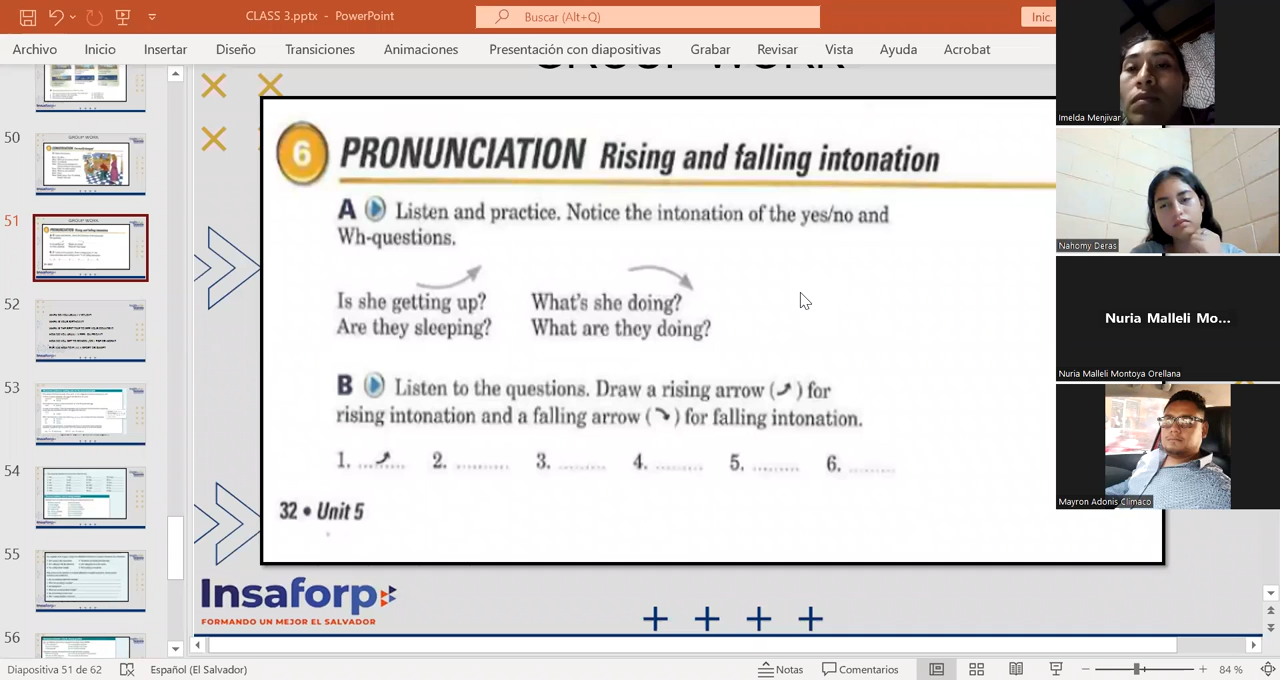 CLASS 3.pptx - PowerPoint
Buscar (Alt+Q)
Inic.
Archivo Inicio Insertar Diseño Transiciones Animaciones Presentación con diapositivas Grabar Revisar Vista Ayuda Acrobat
GROUP WORK
6 PRONUNCIATION Rising and falling intonation
A Listen and practice. Notice the intonation of the yes/no and
Wh-questions.
Is she getting up? What's she doing?
Are they sleeping? What are they doing?
B Listen to the questions. Draw a rising arrow ( ) for
rising intonation and a falling arrow ( ) for falling intonation.
1. 2. 3. 4. 5. 6.
32 • Unit 5
Insaforp
FORMANDO UN MEJOR EL SALVADOR
50
51
52
53
54
55
56
Imelda Menjivar
Nahomy Deras
Nuria Malleli Mo...
Nuria Malleli Montoya Orellana
Mayron Adonis Climaco
Diapositiva 51 de 62 Español (El Salvador) Notas Comentarios 84 %